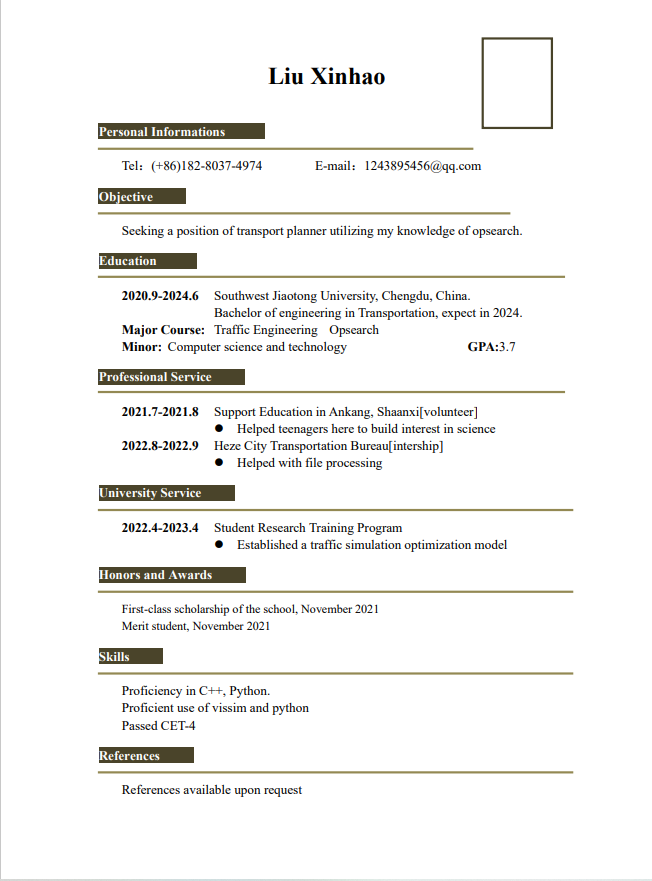 Liu Xinhao
Personal Informations
Tel：(+86)182-8037-4974 E-mail：1243895456@qq.com
Objective
Seeking a position of transport planner utilizing my knowledge of opsearch.
Education
2020.9-2024.6 Southwest Jiaotong University, Chengdu, China.
Bachelor of engineering in Transportation, expect in 2024.
Major Course: Traffic Engineering Opsearch
Minor: Computer science and technology GPA:3.7
Professional Service
2021.7-2021.8 Support Education in Ankang, Shaanxi[volunteer]
● Helped teenagers here to build interest in science
2022.8-2022.9 Heze City Transportation Bureau[intership]
● Helped with file processing
University Service
2022.4-2023.4 Student Research Training Program
● Established a traffic simulation optimization model
Honors and Awards
First-class scholarship of the school, November 2021
Merit student, November 2021
Skills
Proficiency in C++, Python.
Proficient use of vissim and python
Passed CET-4
References
References available upon request